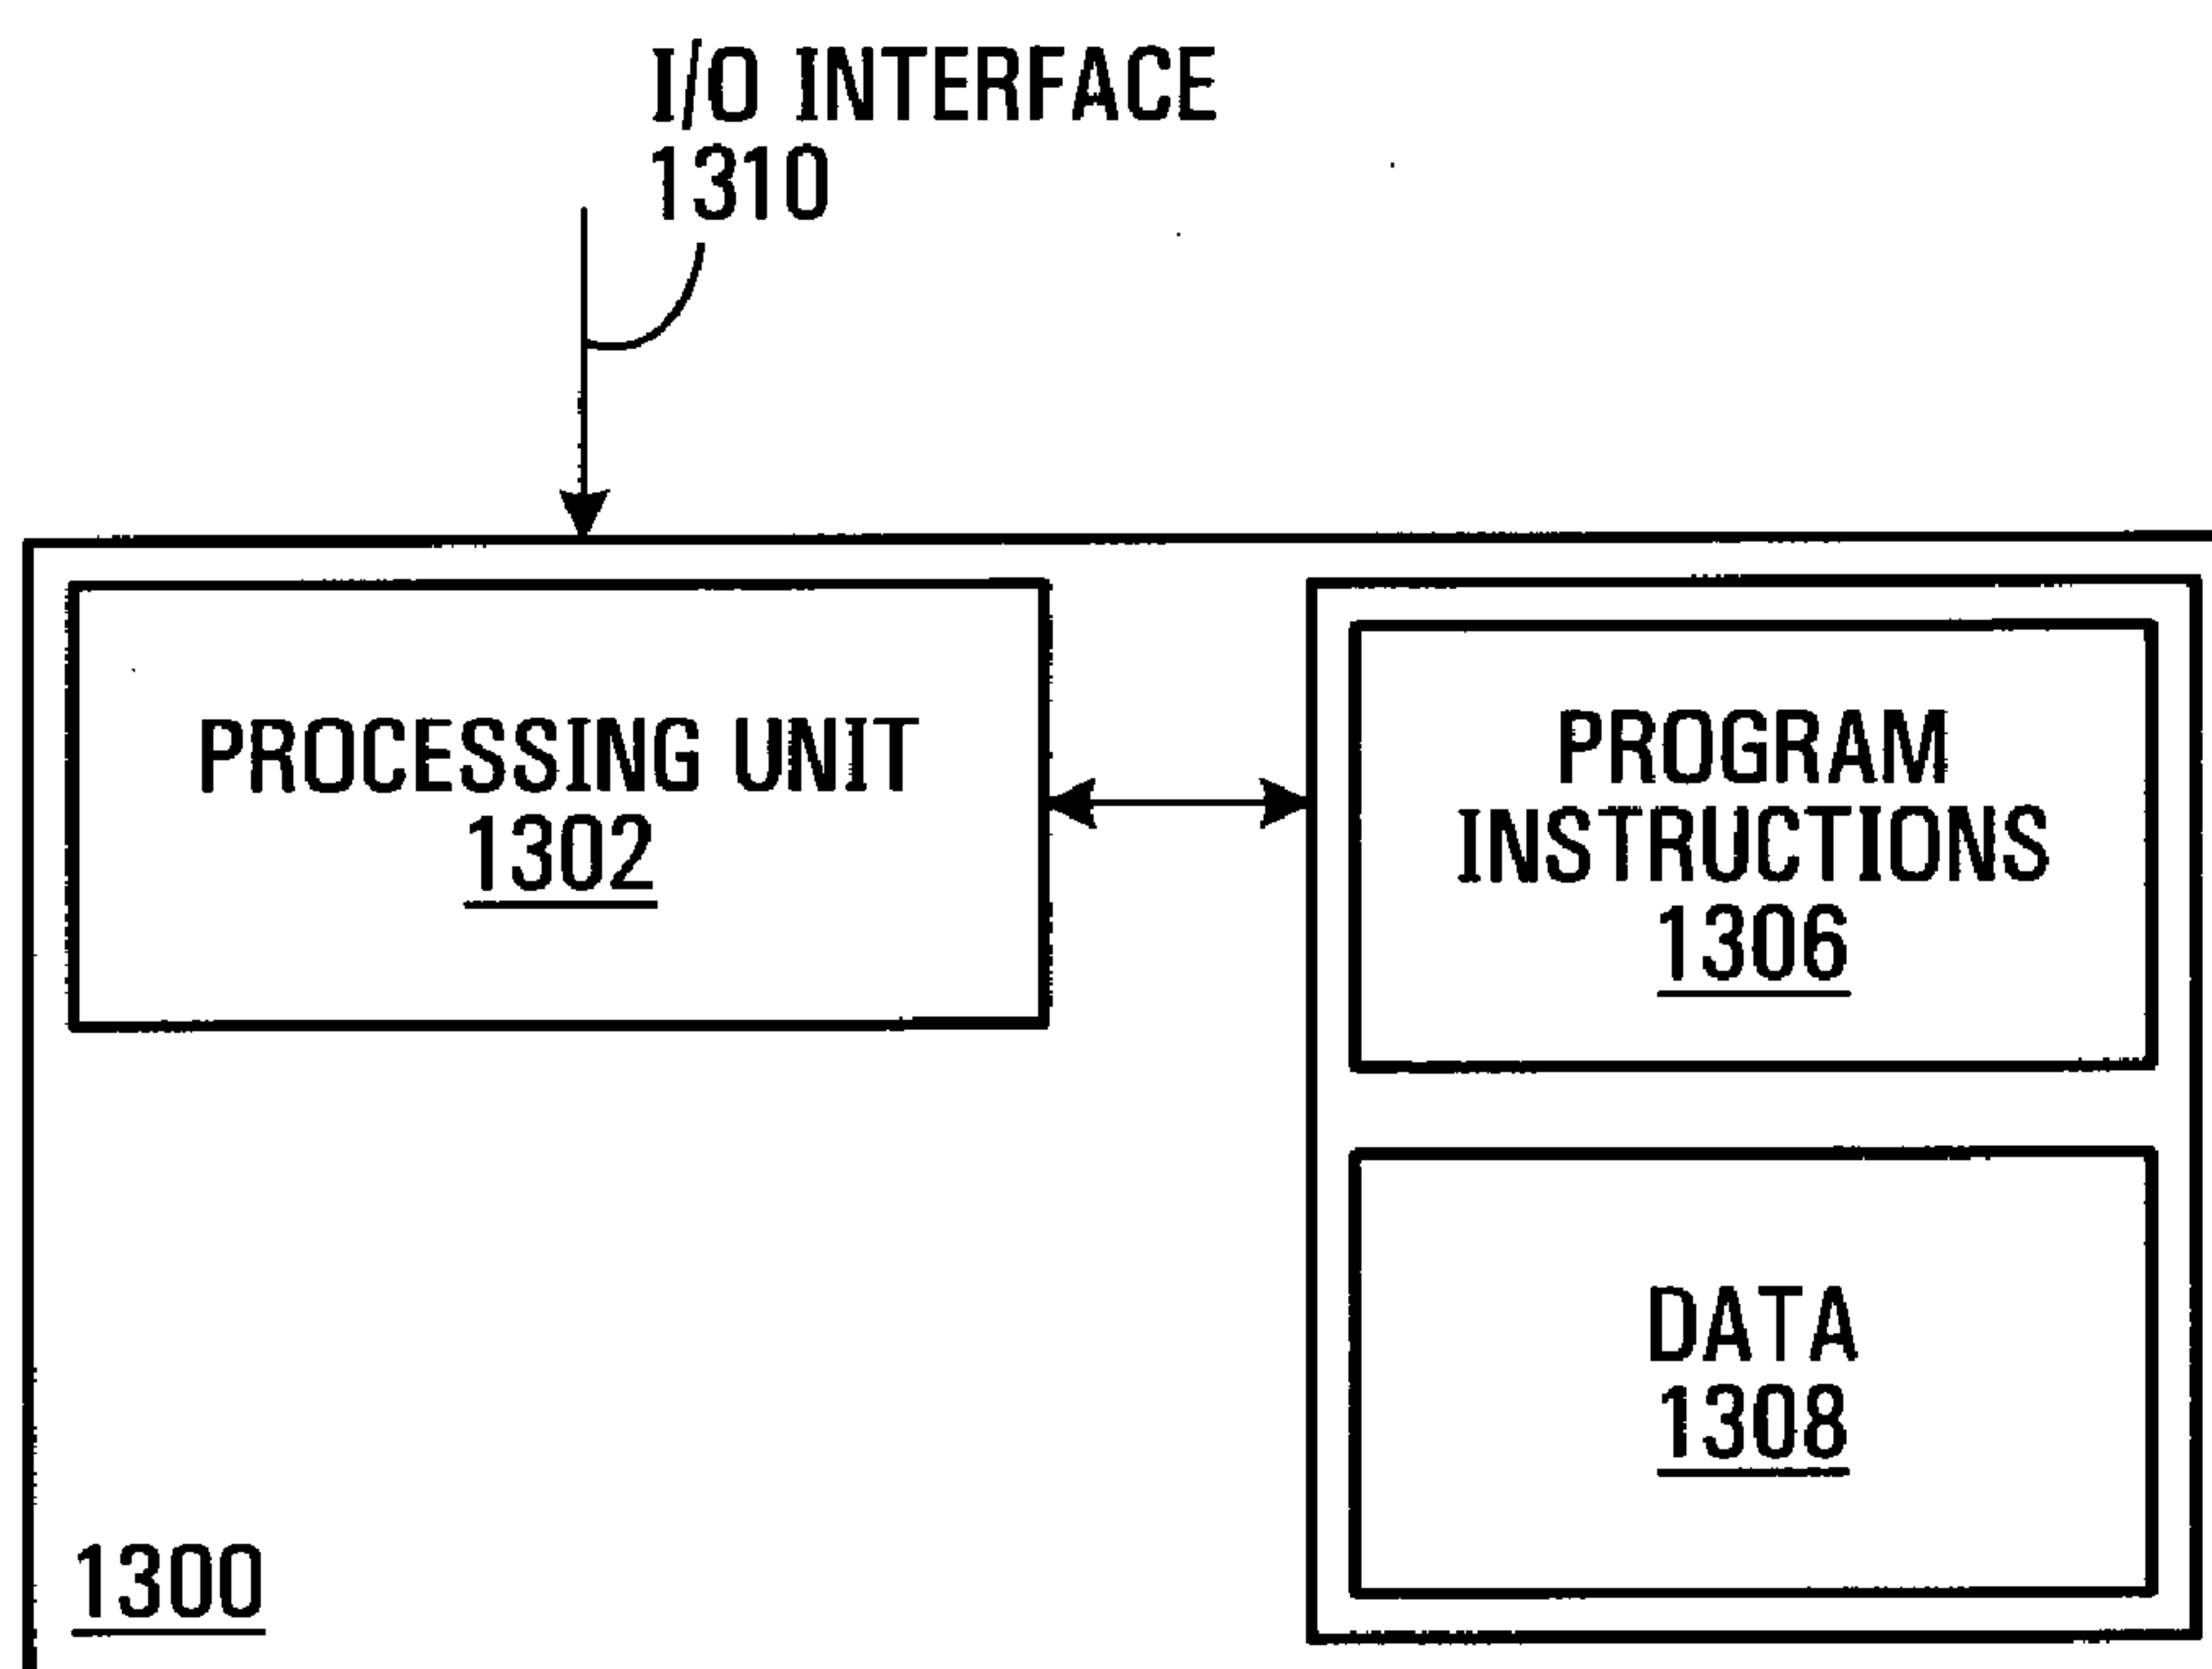 I/O INTERFACE
1310
PROCESSING UNIT
1302
PROGRAM
INSTRUCTIONS
1306
DATA
1308
1300